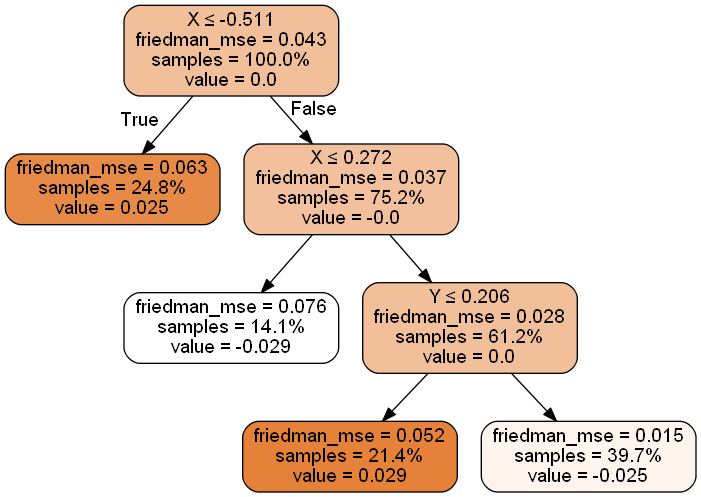 X ≤ -0.511
friedman_mse = 0.043
samples = 100.0%
value = 0.0
True
False
friedman_mse = 0.063
samples = 24.8%
value = 0.025
X ≤ 0.272
friedman_mse = 0.037
samples = 75.2%
value = -0.0
friedman_mse = 0.076
samples = 14.1%
value = -0.029
Y ≤ 0.206
friedman_mse = 0.028
samples = 61.2%
value = 0.0
friedman_mse = 0.052
samples = 21.4%
value = 0.029
friedman_mse = 0.015
samples = 39.7%
value = -0.025